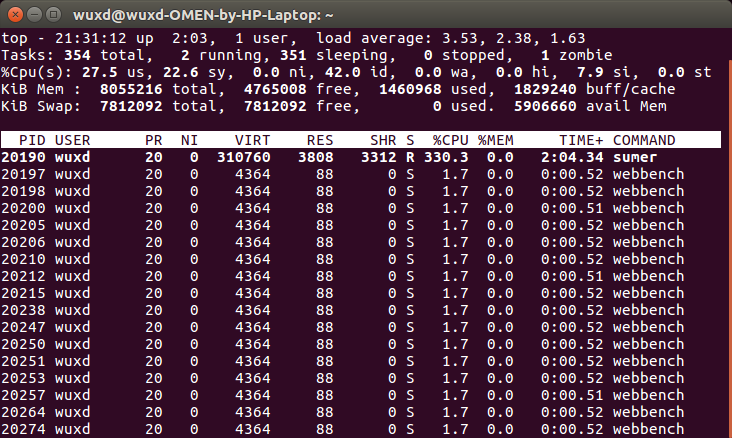 wuxd@wuxd-OMEN-by-HP-Laptop: ~
top - 21:31:12 up  2:03,  1 user,  load average: 3.53, 2.38, 1.63
Tasks: 354 total,   2 running, 351 sleeping,   0 stopped,   1 zombie
%Cpu(s): 27.5 us, 22.6 sy,  0.0 ni, 42.0 id,  0.0 wa,  0.0 hi,  7.9 si,  0.0 st
KiB Mem :  8055216 total,  4765008 free,  1460968 used,  1829240 buff/cache
KiB Swap:  7812092 total,  7812092 free,        0 used.  5906660 avail Mem
PID USER      PR  NI    VIRT    RES    SHR S  %CPU %MEM     TIME+ COMMAND
20190 wuxd      20   0  310760   3808   3312 R 330.3  0.0   2:04.34 sumer
20197 wuxd      20   0    4364     88      0 S   1.7  0.0   0:00.52 webbench
20198 wuxd      20   0    4364     88      0 S   1.7  0.0   0:00.52 webbench
20200 wuxd      20   0    4364     88      0 S   1.7  0.0   0:00.51 webbench
20205 wuxd      20   0    4364     88      0 S   1.7  0.0   0:00.52 webbench
20206 wuxd      20   0    4364     88      0 S   1.7  0.0   0:00.52 webbench
20210 wuxd      20   0    4364     88      0 S   1.7  0.0   0:00.52 webbench
20212 wuxd      20   0    4364     88      0 S   1.7  0.0   0:00.51 webbench
20215 wuxd      20   0    4364     88      0 S   1.7  0.0   0:00.52 webbench
20238 wuxd      20   0    4364     88      0 S   1.7  0.0   0:00.52 webbench
20247 wuxd      20   0    4364     88      0 S   1.7  0.0   0:00.52 webbench
20250 wuxd      20   0    4364     88      0 S   1.7  0.0   0:00.52 webbench
20251 wuxd      20   0    4364     88      0 S   1.7  0.0   0:00.52 webbench
20253 wuxd      20   0    4364     88      0 S   1.7  0.0   0:00.52 webbench
20257 wuxd      20   0    4364     88      0 S   1.7  0.0   0:00.51 webbench
20264 wuxd      20   0    4364     88      0 S   1.7  0.0   0:00.52 webbench
20274 wuxd      20   0    4364     88      0 S   1.7  0.0   0:00.52 webbench